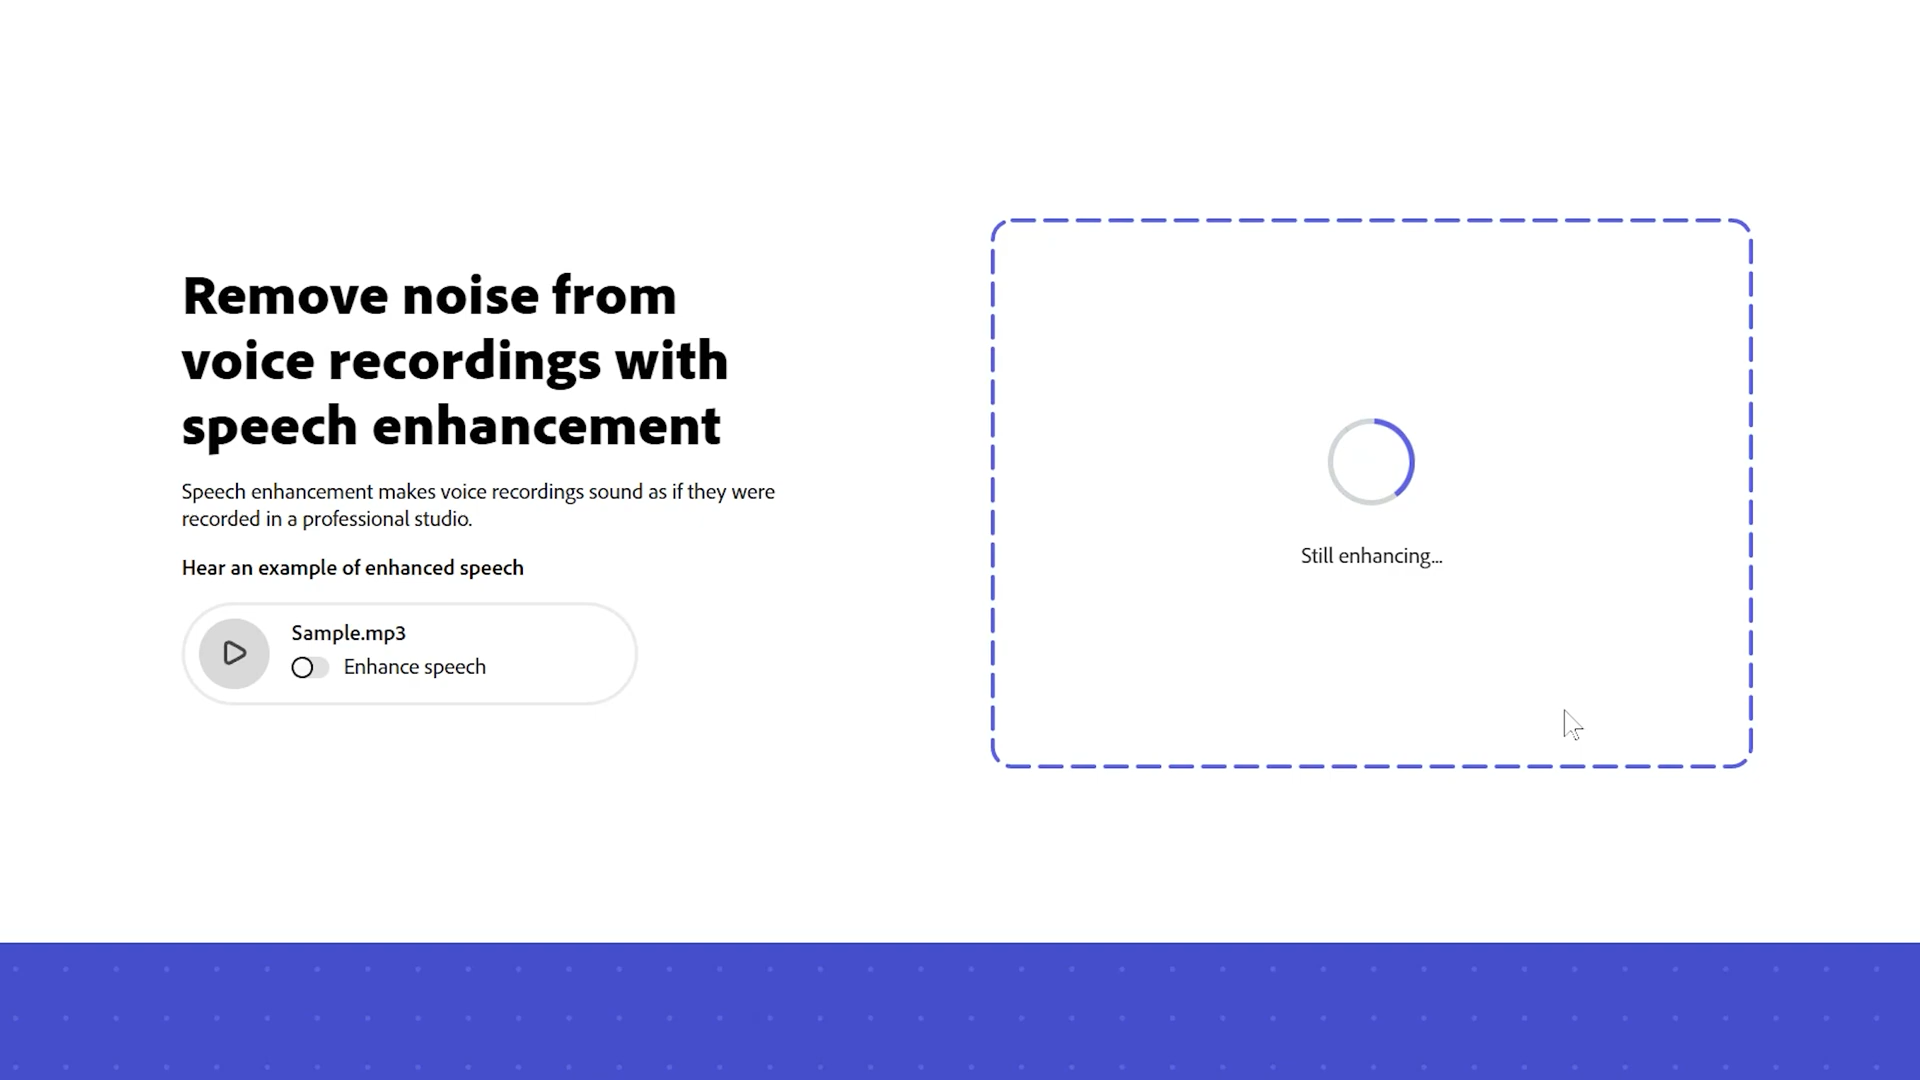 Remove noise from
voice recordings with
speech enhancement
Speech enhancement makes voice recordings sound as if they were
recorded in a professional studio.
Hear an example of enhanced speech
Sample.mp3
Enhance speech
Still enhancing...